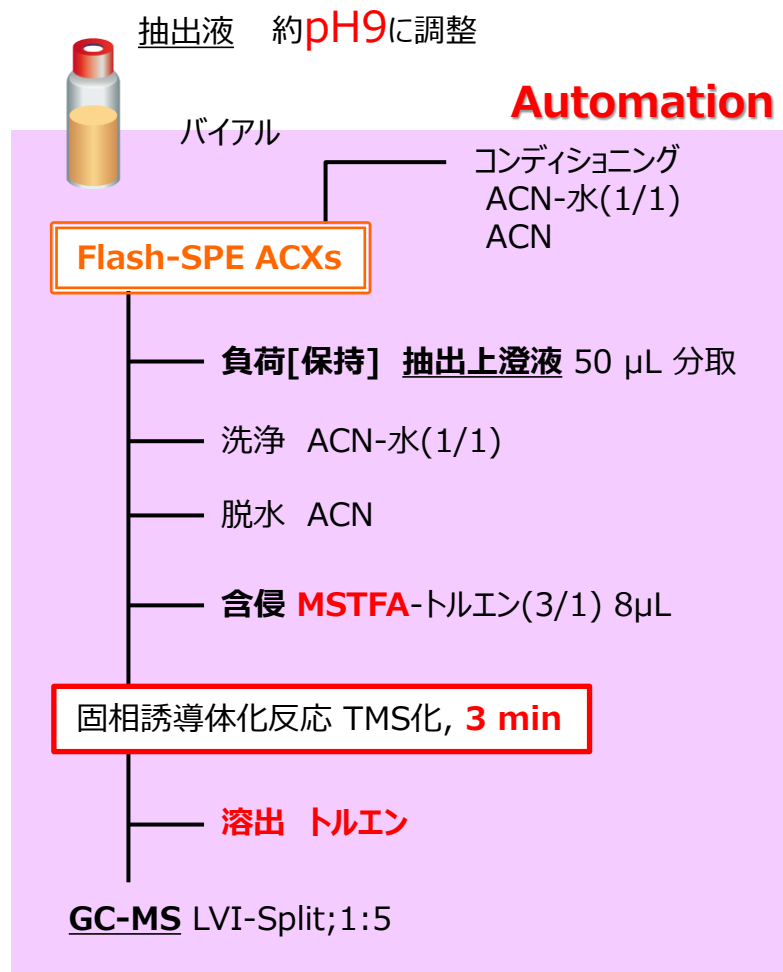 抽出液 約pH9に調整
Automation
バイアル
コンディショニング
ACN-水(1/1)
ACN
Flash-SPE ACXs
負荷[保持] 抽出上澄液 50 µL 分取
洗浄 ACN-水(1/1)
脱水 ACN
含侵 MSTFA-トルエン(3/1) 8µL
固相誘導体化反応 TMS化, 3 min
溶出 トルエン
GC-MS LVI-Split;1:5